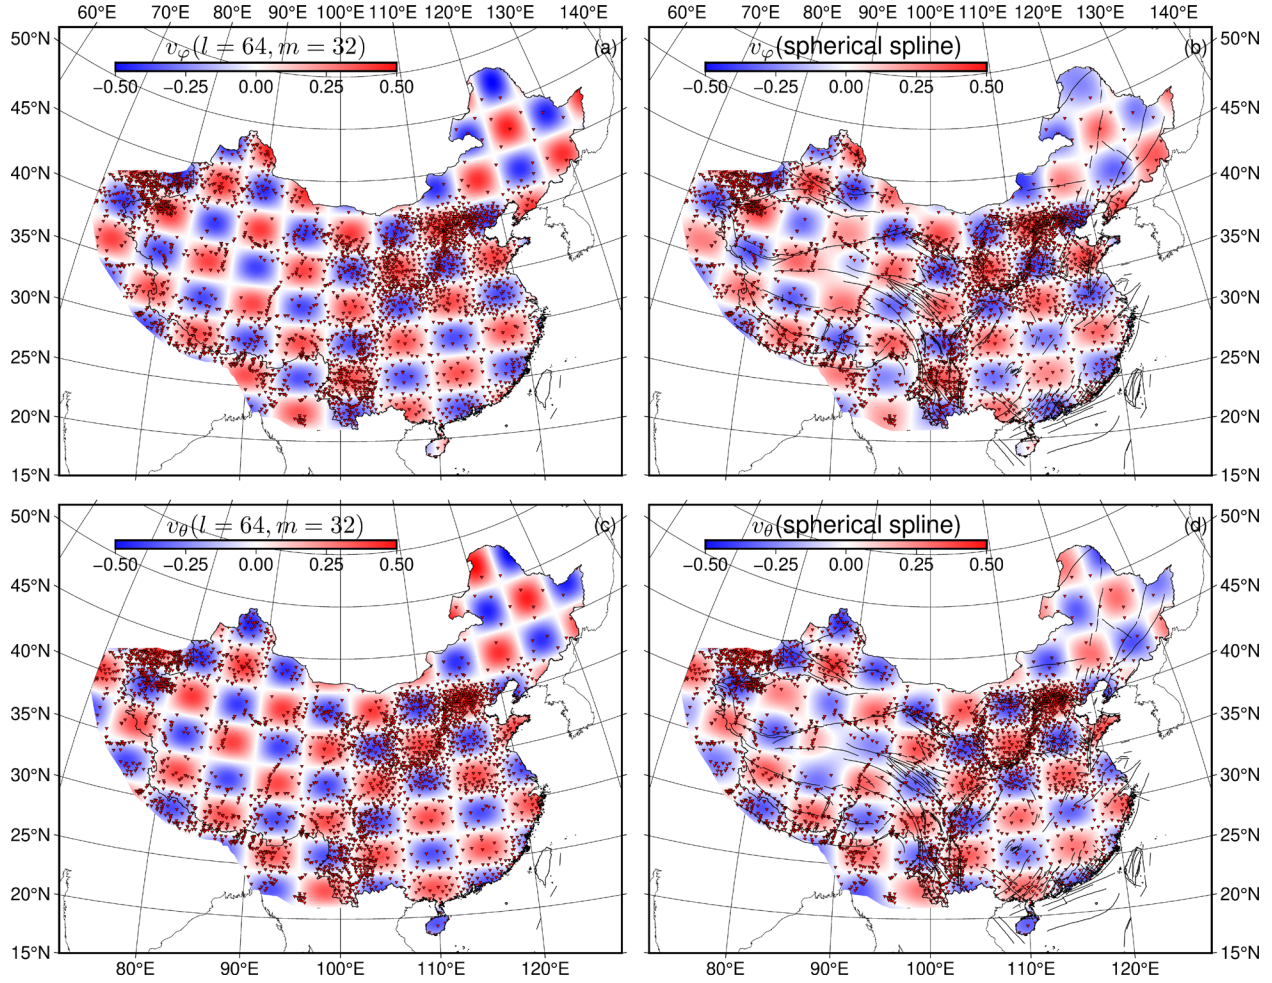 60°E 70°E 80°E 90°E 100°E 110°E 120°E 130°E 140°E
60°E 70°E 80°E 90°E 100°E 110°E 120°E 130°E 140°E
50°N
45°N
40°N
35°N
30°N
25°N
20°N
15°N
vφ(l = 64, m = 32)
(a)
−0.50 −0.25 0.00 0.25 0.50
vφ(spherical spline)
(b)
−0.50 −0.25 0.00 0.25 0.50
50°N
45°N
40°N
35°N
30°N
25°N
20°N
15°N
50°N
45°N
40°N
35°N
30°N
25°N
20°N
15°N
vθ(l = 64, m = 32)
(c)
−0.50 −0.25 0.00 0.25 0.50
vθ(spherical spline)
(d)
−0.50 −0.25 0.00 0.25 0.50
50°N
45°N
40°N
35°N
30°N
25°N
20°N
15°N
80°E 90°E 100°E 110°E 120°E
80°E 90°E 100°E 110°E 120°E